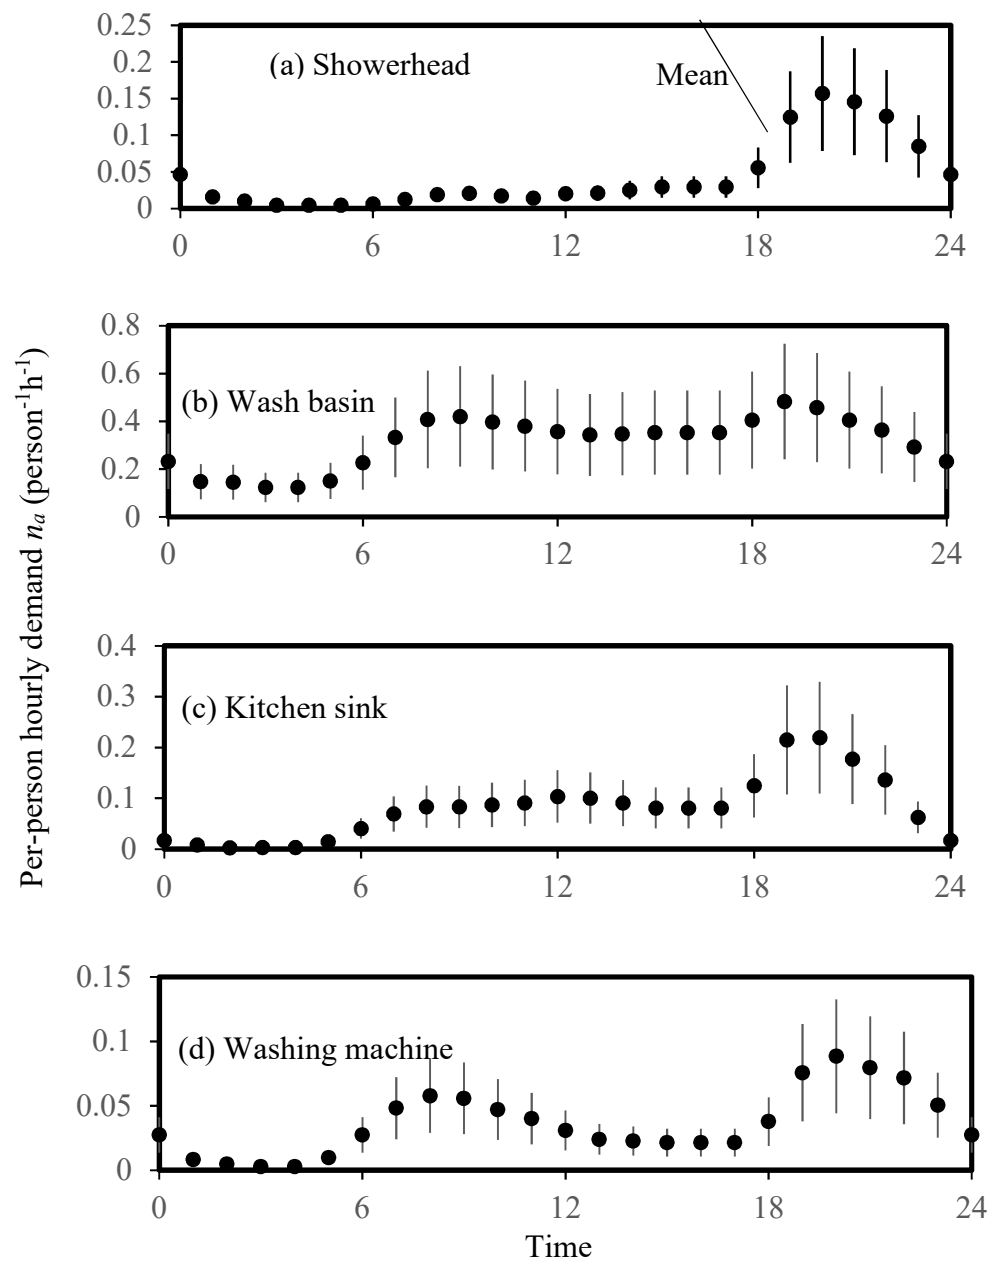 Per-person hourly demand nₐ (person⁻¹h⁻¹)
0.25
0.2
0.15
0.1
0.05
0
(a) Showerhead
Mean
0 6 12 18 24
0.8
0.6
0.4
0.2
0
(b) Wash basin
0 6 12 18 24
0.4
0.3
0.2
0.1
0
(c) Kitchen sink
0 6 12 18 24
0.15
0.1
0.05
0
(d) Washing machine
0 6 12 18 24
Time